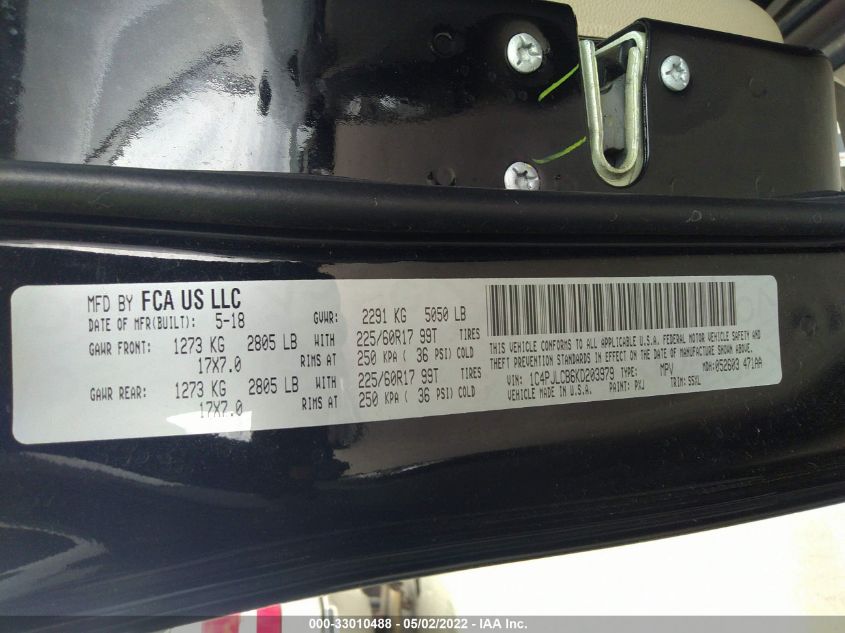 MFD BY FCA US LLC
DATE OF MFR(BUILT): 5-18 GVWR: 2291 KG 5050 LB
GAWR FRONT: 1273 KG 2805 LB WITH 225/60R17 99T TIRES
17X7.0 RIMS AT 250 KPA ( 36 PSI) COLD
GAWR REAR: 1273 KG 2805 LB WITH 225/60R17 99T TIRES
17X7.0 RIMS AT 250 KPA ( 36 PSI) COLD
THIS VEHICLE CONFORMS TO ALL APPLICABLE U.S.A. FEDERAL MOTOR VEHICLE SAFETY AND
THEFT PREVENTION STANDARDS IN EFFECT ON THE DATE OF MANUFACTURE SHOWN ABOVE.
VIN: 1C4PJLCB6KD203979 TYPE: MPV MDH: 052603 471AA
VEHICLE MADE IN U.S.A. PAINT: PXJ TRIM: S5XL
000-33010488 - 05/02/2022 - IAA Inc.